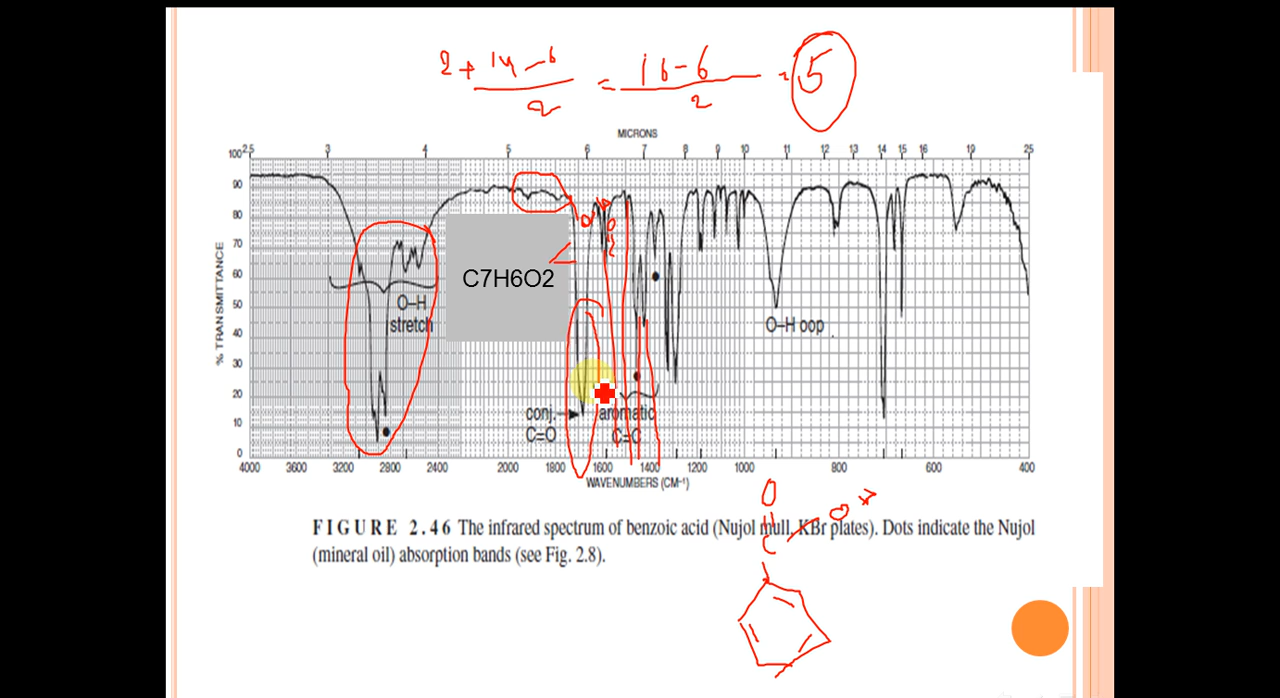 2 + 14 - 6 / 2 = 16 - 6 / 2 = 5
MICRONS
2.5 3 4 5 6 7 8 9 10 11 12 13 14 15 16 19 25
100
90
80
70
60
50
40
30
20
10
0
% TRANSMITTANCE
C7H6O2
O–H
stretch
O–H oop
conj.
C=O
aromatic
C=C
4000 3600 3200 2800 2400 2000 1800 1600 1400 1200 1000 800 600 400
WAVENUMBERS (CM⁻¹)
FIGURE 2.46 The infrared spectrum of benzoic acid (Nujol mull, KBr plates). Dots indicate the Nujol
(mineral oil) absorption bands (see Fig. 2.8).
O
C
O H